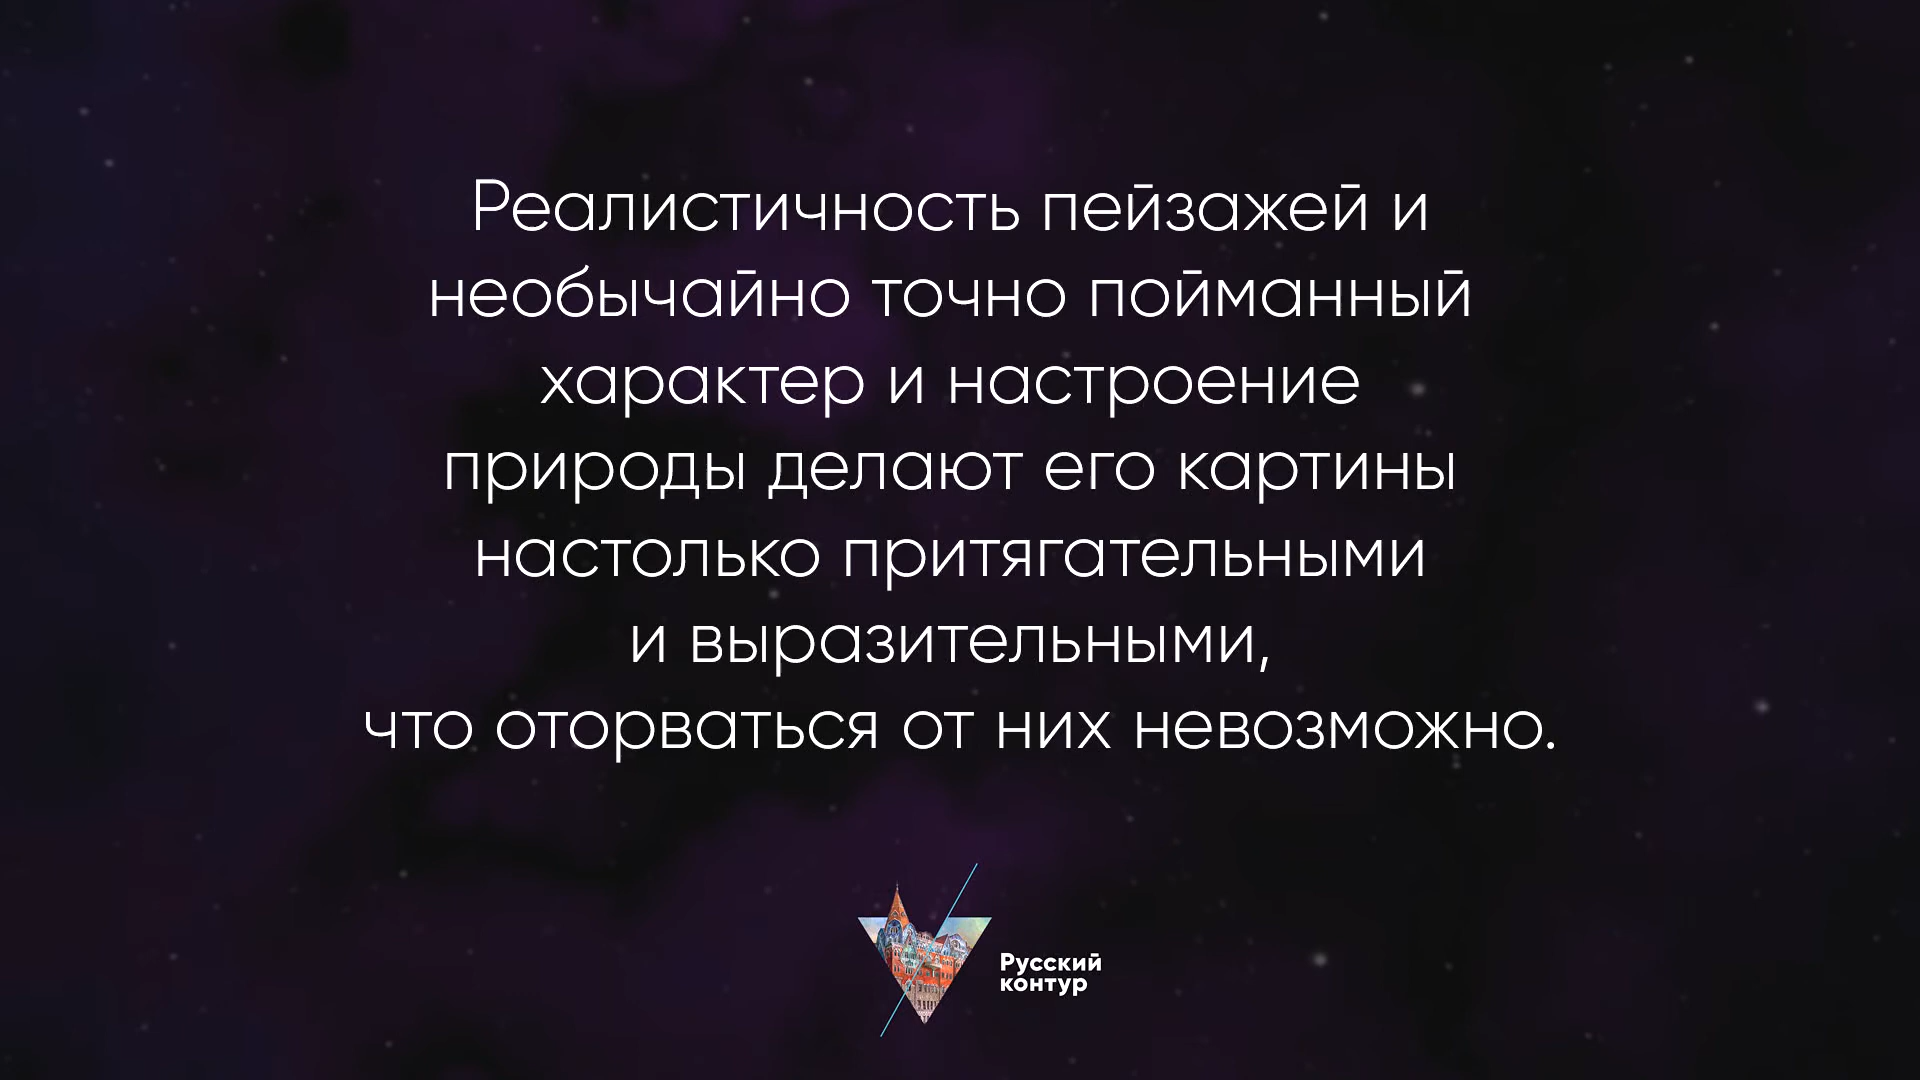 Реалистичность пейзажей и
необычайно точно пойманный
характер и настроение
природы делают его картины
настолько притягательными
и выразительными,
что оторваться от них невозможно.
Русский
контур